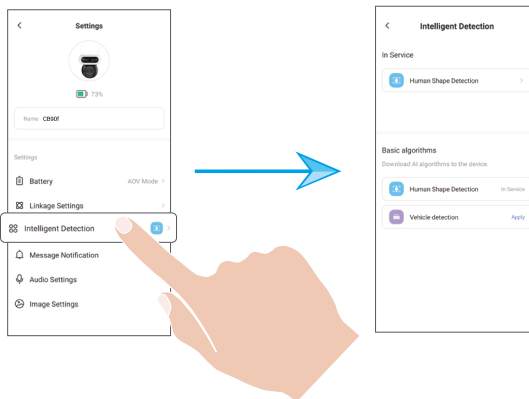 Settings
73%
Name CB90f
Settings
Battery AOV Mode
Linkage Settings
Intelligent Detection
Message Notification
Audio Settings
Image Settings
Intelligent Detection
In Service
Human Shape Detection
Basic algorithms
Download AI algorithms to the device
Human Shape Detection In Service
Vehicle detection Apply